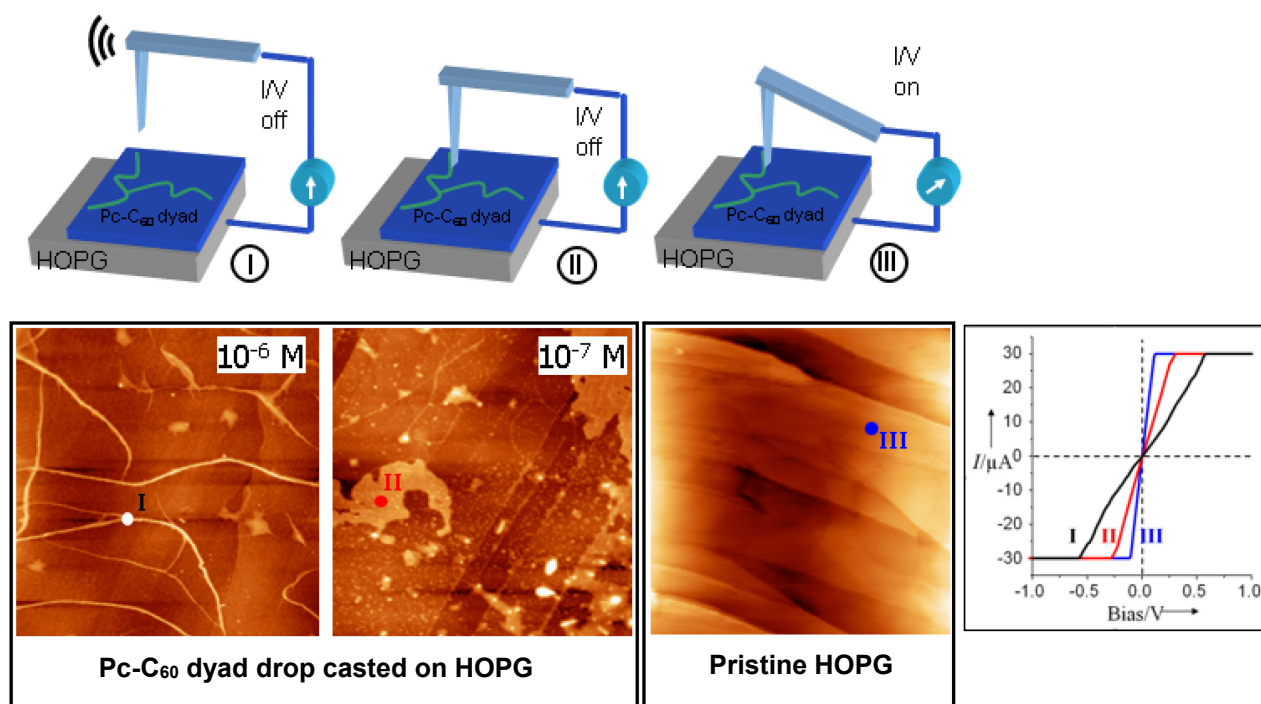 I/V
off
Pc-C₆₀ dyad
HOPG
I
I/V
off
Pc-C₆₀ dyad
HOPG
II
I/V
on
Pc-C₆₀ dyad
HOPG
III
10⁻⁶ M
I
10⁻⁷ M
II
III
Pc-C₆₀ dyad drop casted on HOPG
Pristine HOPG
30
20
10
I/µA
0
-10
-20
-30
I II III
-1.0 -0.5 0.0 0.5 1.0
Bias/V